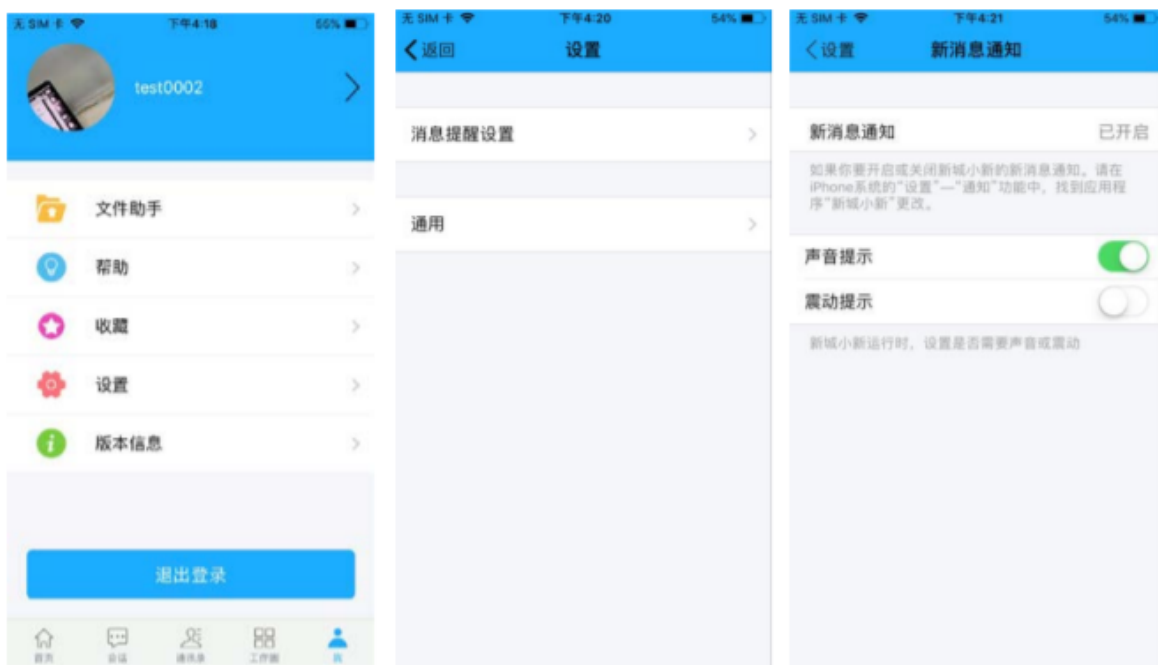 无 SIM 卡
下午4:18
55%
test0002
文件助手
帮助
收藏
设置
版本信息
退出登录
首页
会话
通讯录
工作圈
我
无 SIM 卡
下午4:20
54%
返回
设置
消息提醒设置
通用
无 SIM 卡
下午4:21
54%
设置
新消息通知
新消息通知
已开启
如果你要开启或关闭新城小新的新消息通知，请在
iPhone系统的“设置”—“通知”功能中，找到应用程
序“新城小新”更改。
声音提示
震动提示
新城小新运行时，设置是否需要声音或震动